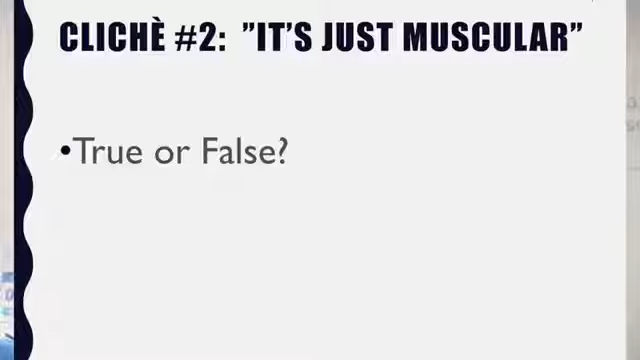 CLICHÈ #2: ”IT’S JUST MUSCULAR”
•True or False?